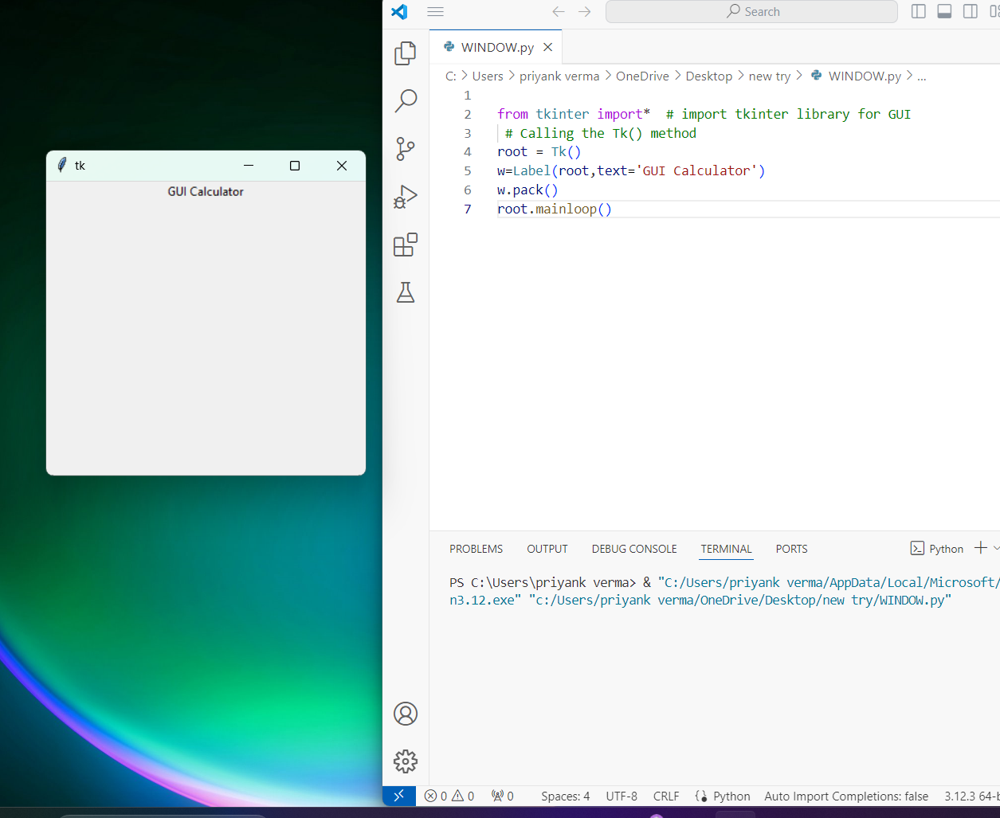 tk
GUI Calculator
Search
WINDOW.py
C: > Users > priyank verma > OneDrive > Desktop > new try > WINDOW.py > ...
1
2 from tkinter import*  # import tkinter library for GUI
3  # Calling the Tk() method
4 root = Tk()
5 w=Label(root,text='GUI Calculator')
6 w.pack()
7 root.mainloop()
PROBLEMS OUTPUT DEBUG CONSOLE TERMINAL PORTS Python
PS C:\Users\priyank verma> & "C:/Users/priyank verma/AppData/Local/Microsoft/
n3.12.exe" "c:/Users/priyank verma/OneDrive/Desktop/new try/WINDOW.py"
0 0 0 Spaces: 4 UTF-8 CRLF Python Auto Import Completions: false 3.12.3 64-b